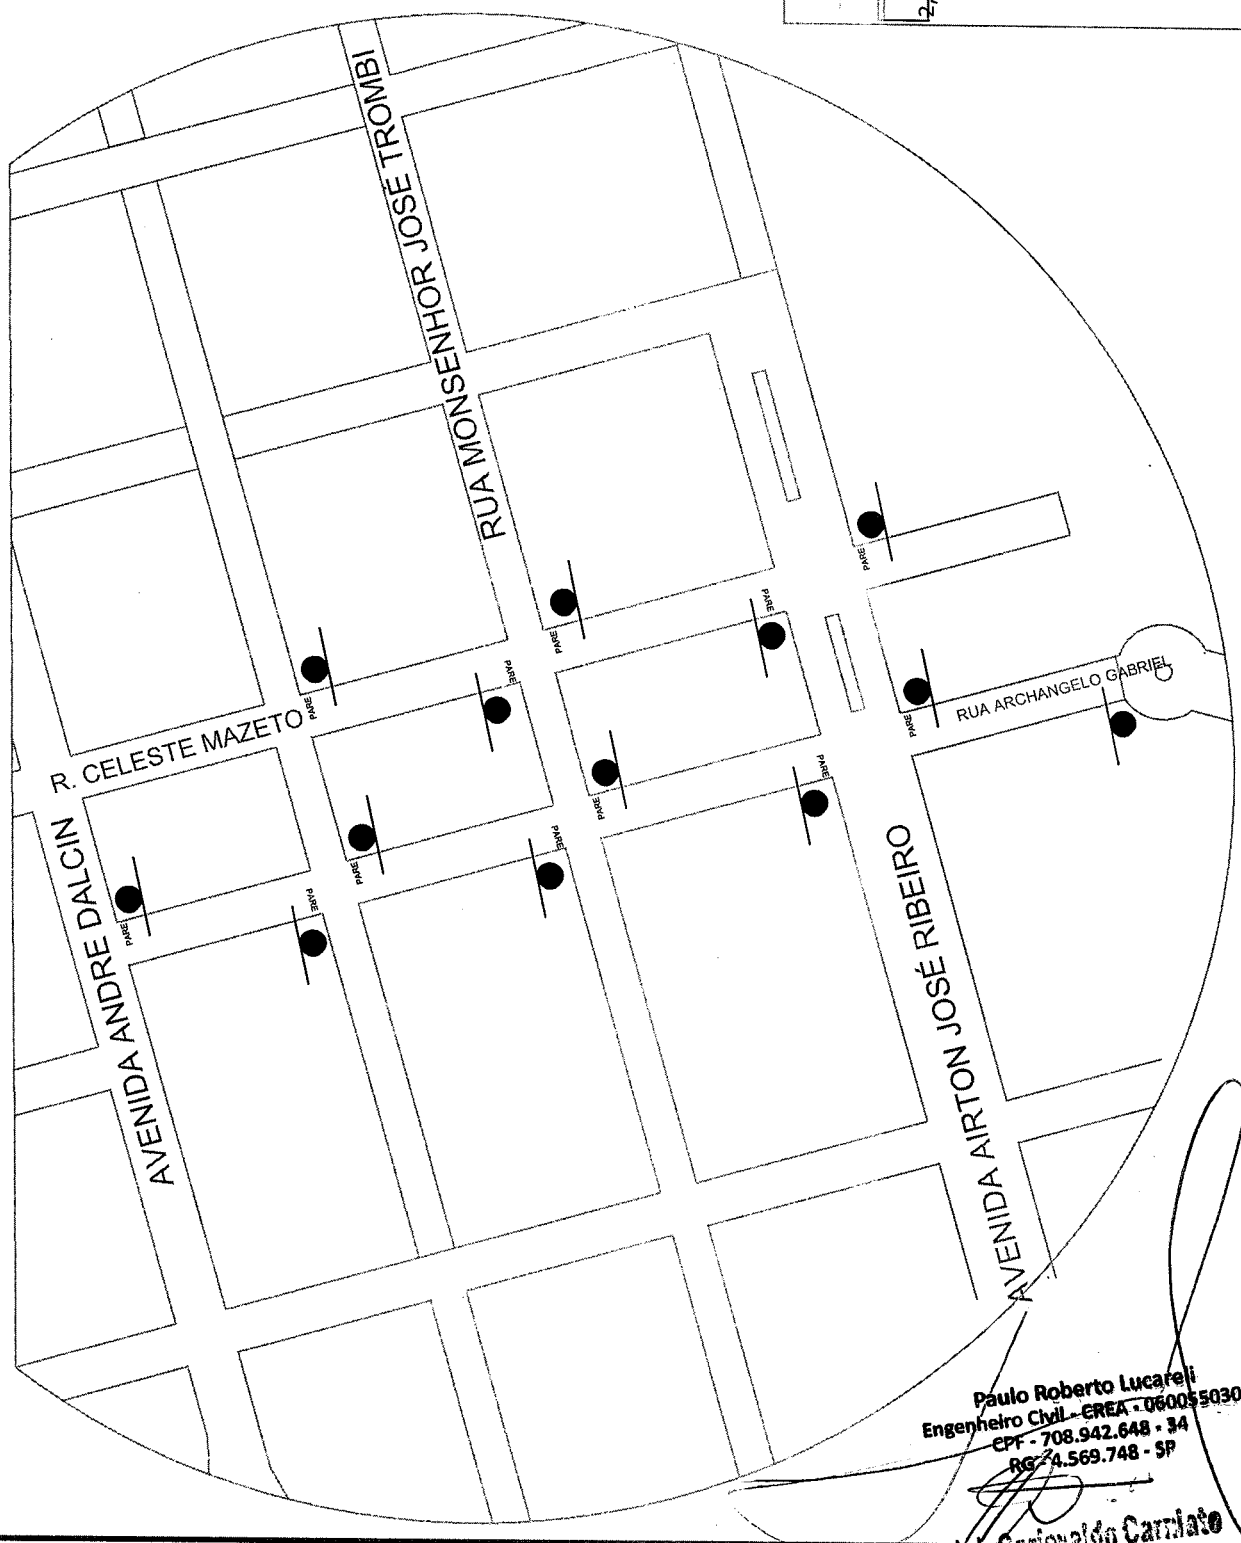 RUA MONSENHOR JOSÉ TROMBI
PARE
PARE
PARE
PARE
PARE
R. CELESTE MAZETO
RUA ARCHANGELO GABRIEL
PARE
PARE
PARE
PARE
PARE
PARE
PARE
AVENIDA ANDRE DALCIN
AVENIDA AIRTON JOSÉ RIBEIRO
Paulo Roberto Lucareli
Engenheiro Civil - CREA - 060055030
CPF - 708.942.648 - 34
RG - 4.569.748 - SP